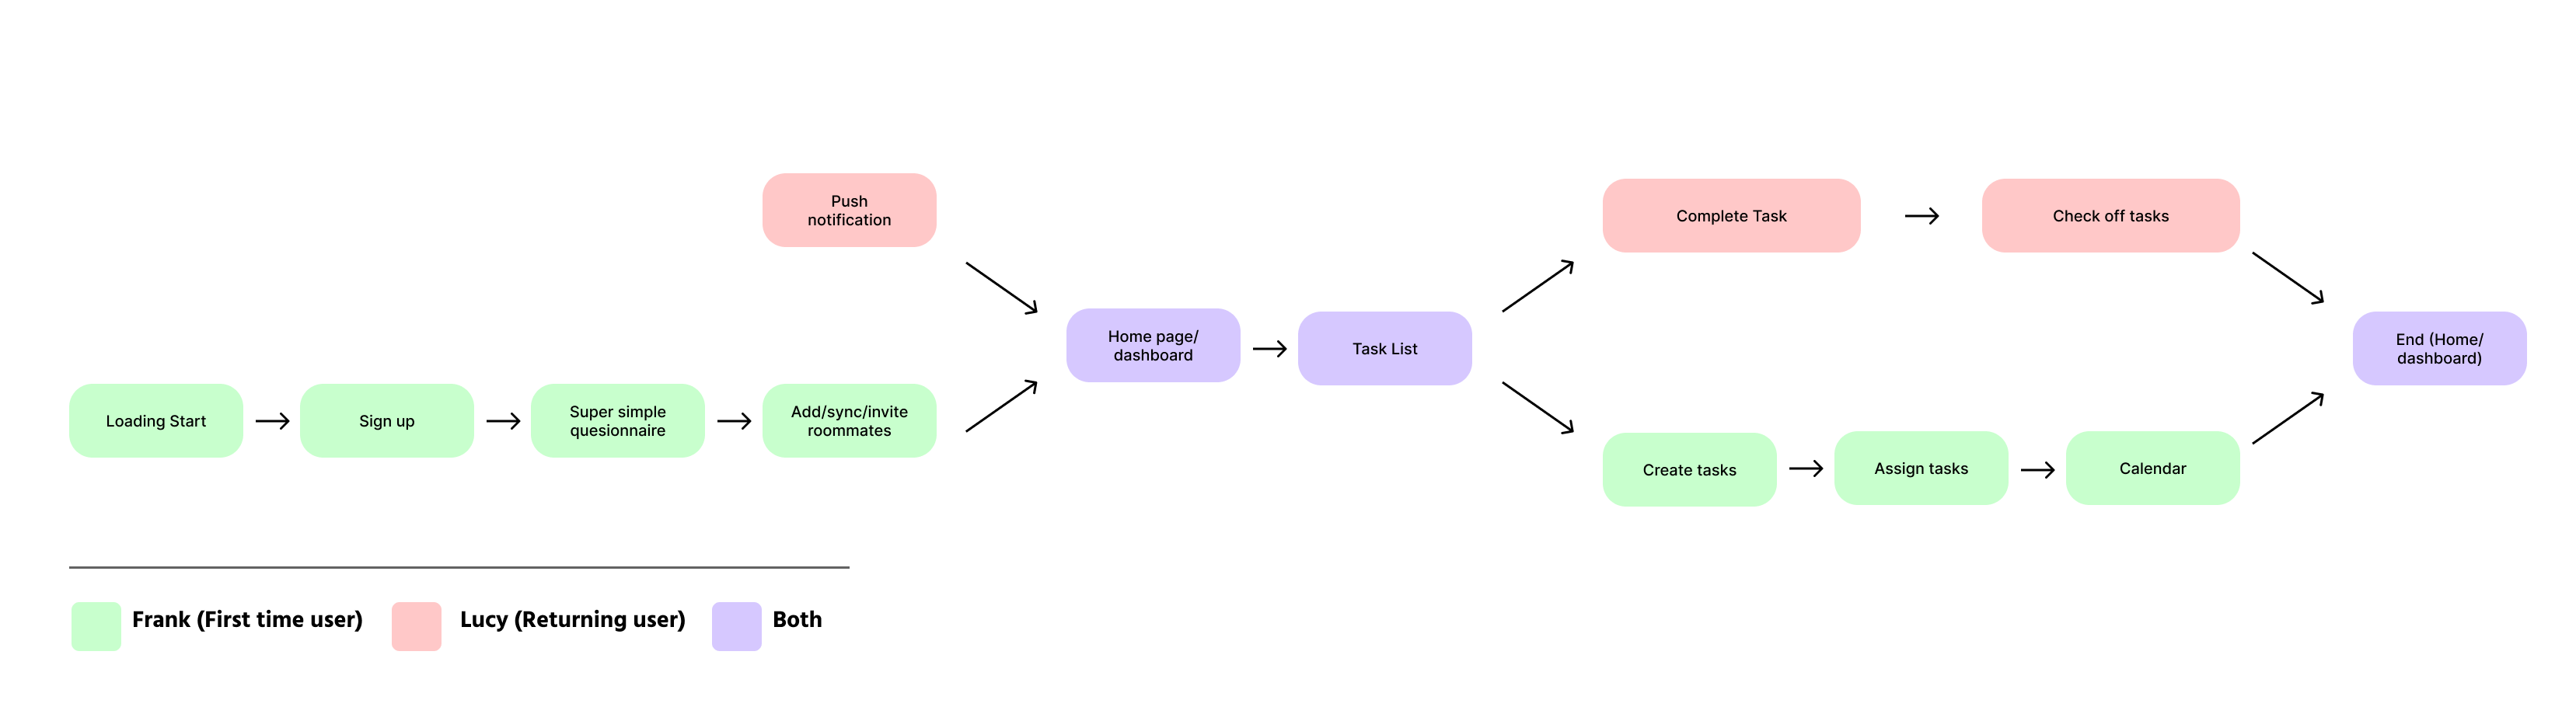 Push
notification
Complete Task
Check off tasks
Home page/
dashboard
Task List
End (Home/
dashboard)
Loading Start
Sign up
Super simple
quesionnaire
Add/sync/invite
roommates
Create tasks
Assign tasks
Calendar
Frank (First time user)
Lucy (Returning user)
Both